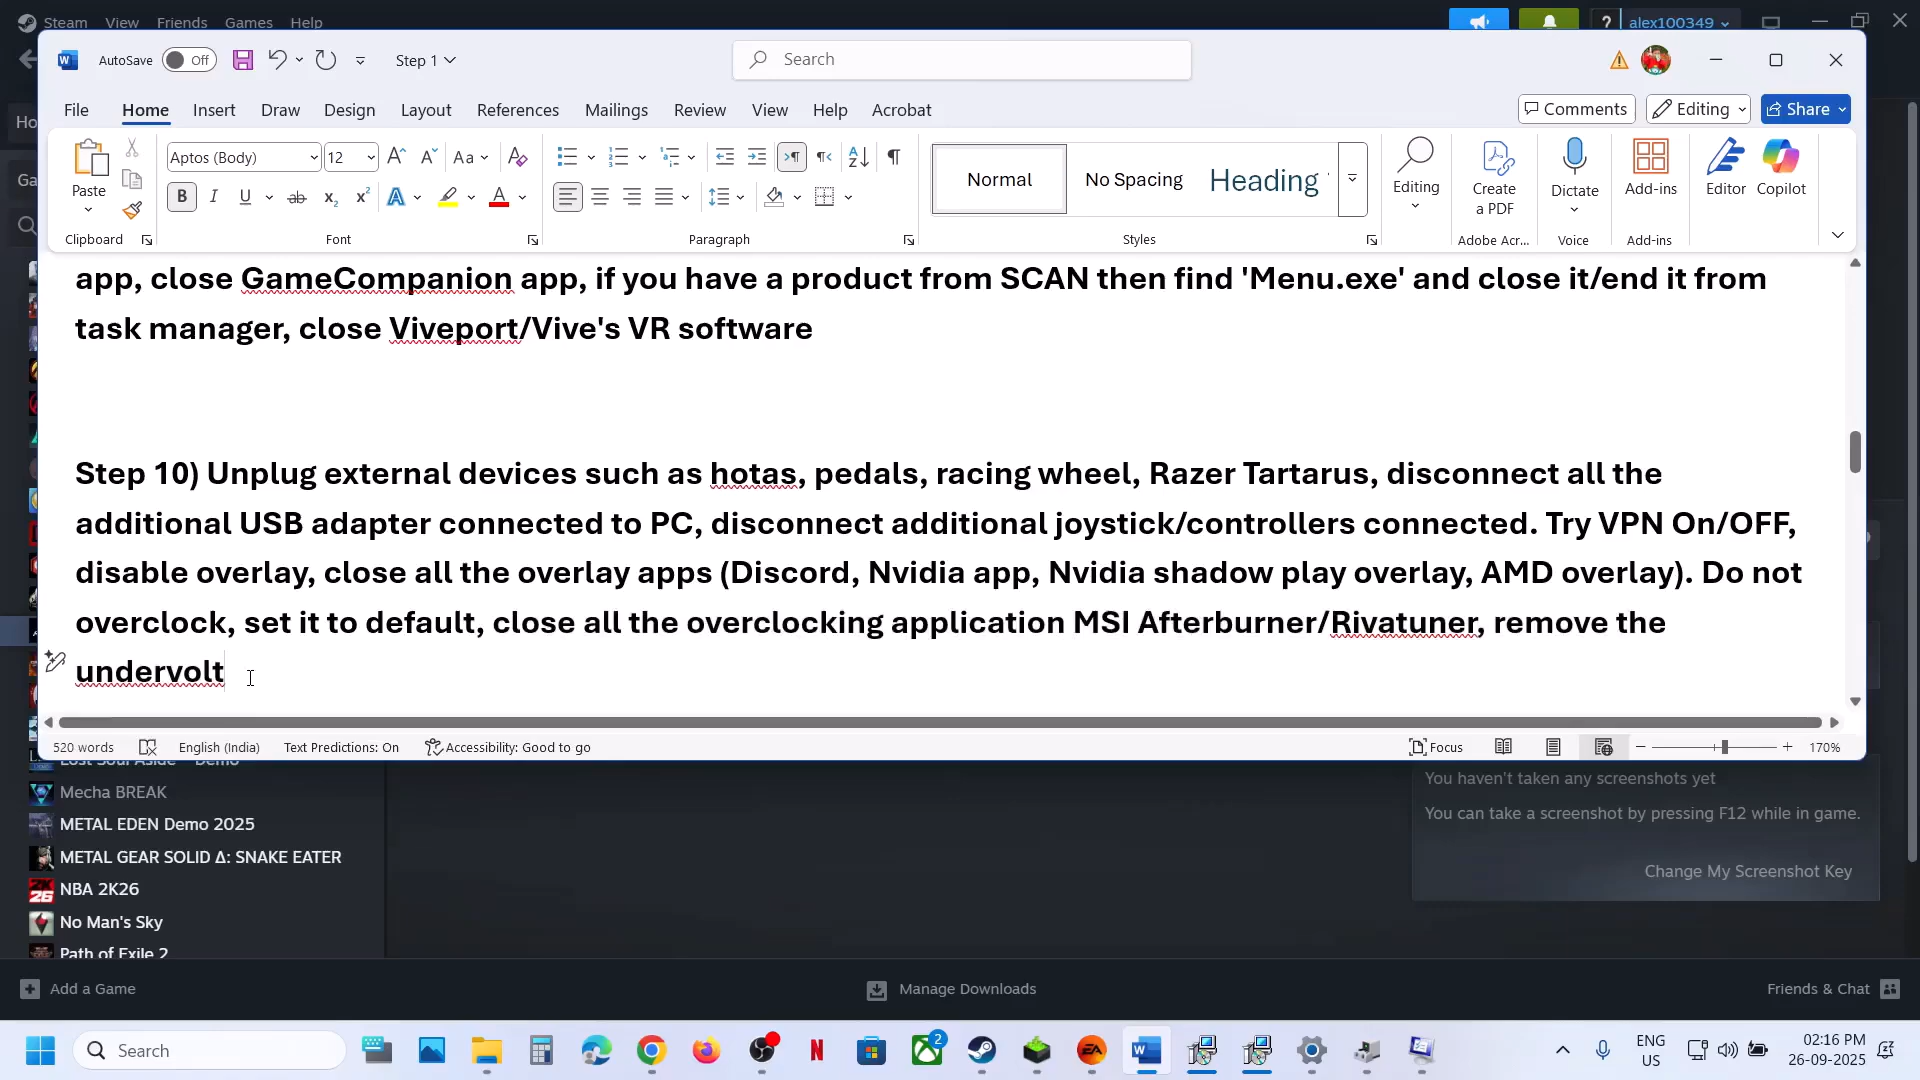 Steam View Friends Games Help
? alex100349
AutoSave Off Step 1
Search
File Home Insert Draw Design Layout References Mailings Review View Help Acrobat
Comments Editing Share
Paste
Aptos (Body) 12
Aa
B I U ab x₂ x² A A
Normal No Spacing Heading
Editing
Create a PDF
Dictate
Add-ins
Editor
Copilot
Clipboard Font Paragraph Styles Adobe Acr... Voice Add-ins
app, close GameCompanion app, if you have a product from SCAN then find 'Menu.exe' and close it/end it from
task manager, close Viveport/Vive's VR software
Step 10) Unplug external devices such as hotas, pedals, racing wheel, Razer Tartarus, disconnect all the
additional USB adapter connected to PC, disconnect additional joystick/controllers connected. Try VPN On/OFF,
disable overlay, close all the overlay apps (Discord, Nvidia app, Nvidia shadow play overlay, AMD overlay). Do not
overclock, set it to default, close all the overclocking application MSI Afterburner/Rivatuner, remove the
undervolt
520 words English (India) Text Predictions: On Accessibility: Good to go Focus 170%
Lost Soul Aside - Demo
Mecha BREAK
METAL EDEN Demo 2025
METAL GEAR SOLID Δ: SNAKE EATER
NBA 2K26
No Man's Sky
Path of Exile 2
You haven't taken any screenshots yet
You can take a screenshot by pressing F12 while in game.
Change My Screenshot Key
Add a Game Manage Downloads Friends & Chat
Search
2
ENG
US
02:16 PM
26-09-2025